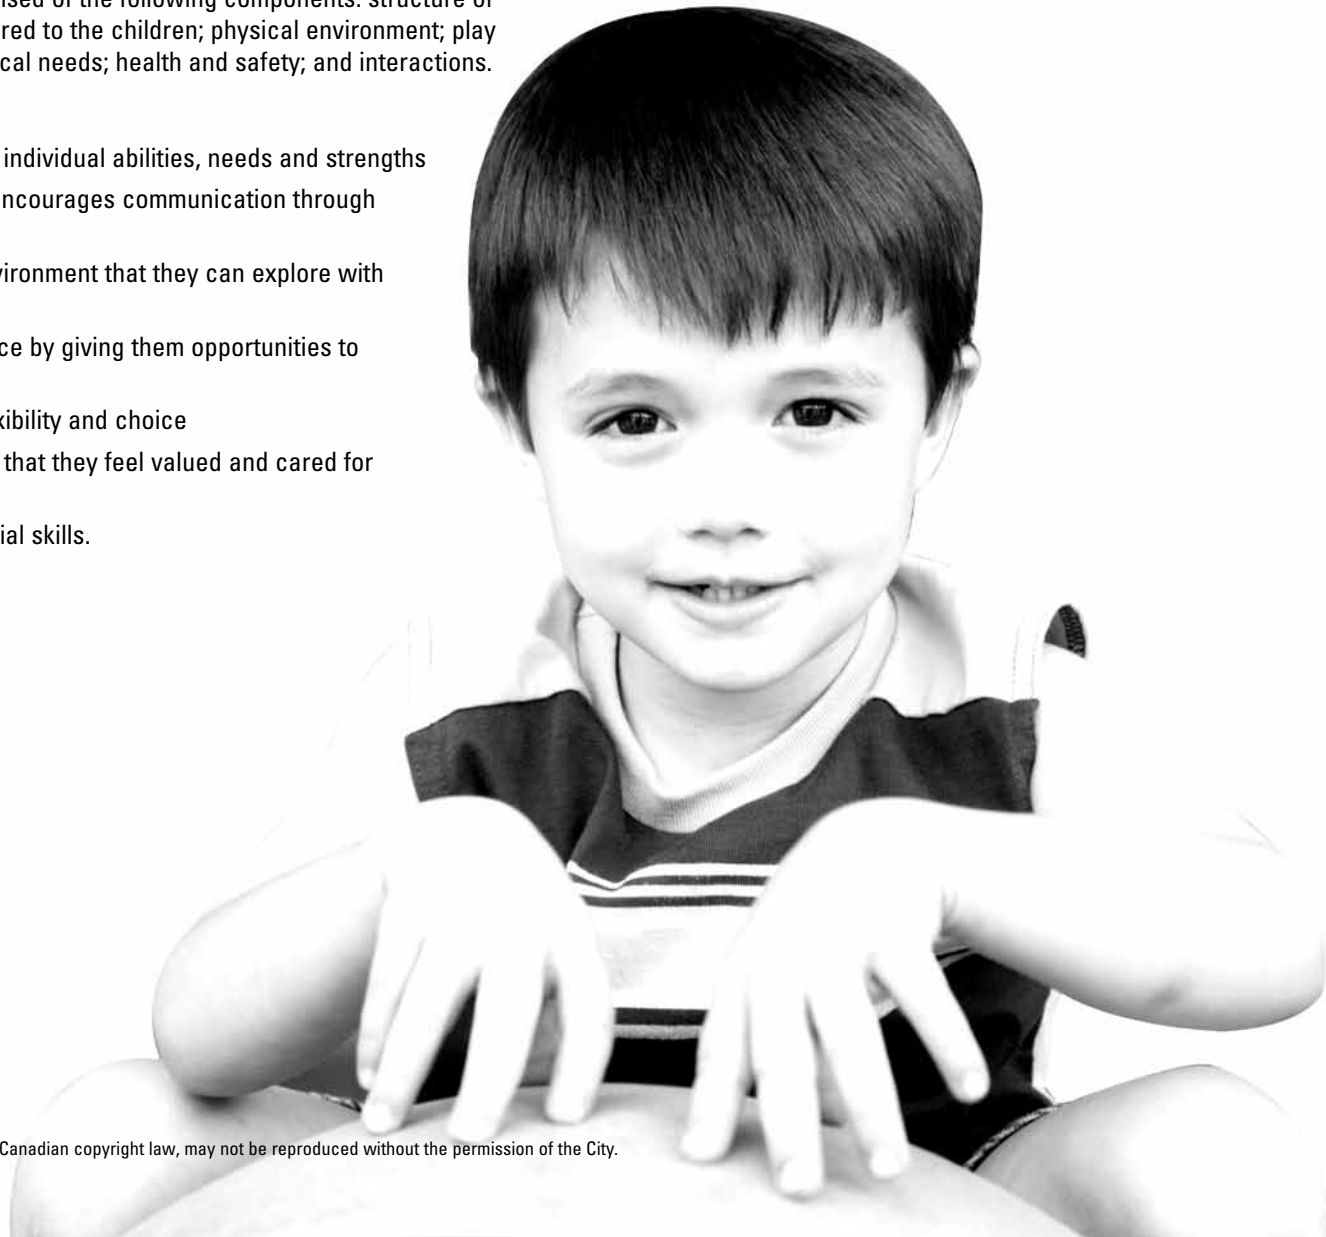 ised of the following components: structure of
red to the children; physical environment; play
cal needs; health and safety; and interactions.
individual abilities, needs and strengths
ncourages communication through
vironment that they can explore with
ce by giving them opportunities to
xibility and choice
that they feel valued and cared for
ial skills.
Canadian copyright law, may not be reproduced without the permission of the City.